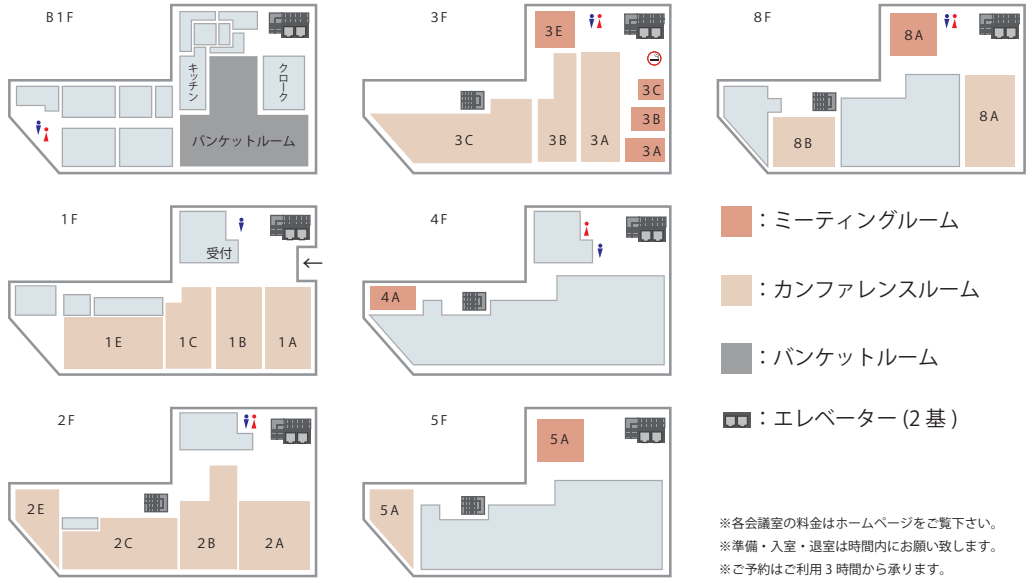 B1F
キッチン
クローク
バンケットルーム
3F
3E
3C
3B
3A
3C
3B
3A
8F
8A
8A
8B
1F
受付
←
1E
1C
1B
1A
4F
4A
2F
2E
2C
2B
2A
5F
5A
5A
：ミーティングルーム
：カンファレンスルーム
：バンケットルーム
：エレベーター(2基)
※各会議室の料金はホームページをご覧下さい。
※準備・入室・退室は時間内にお願い致します。
※ご予約はご利用3時間から承ります。